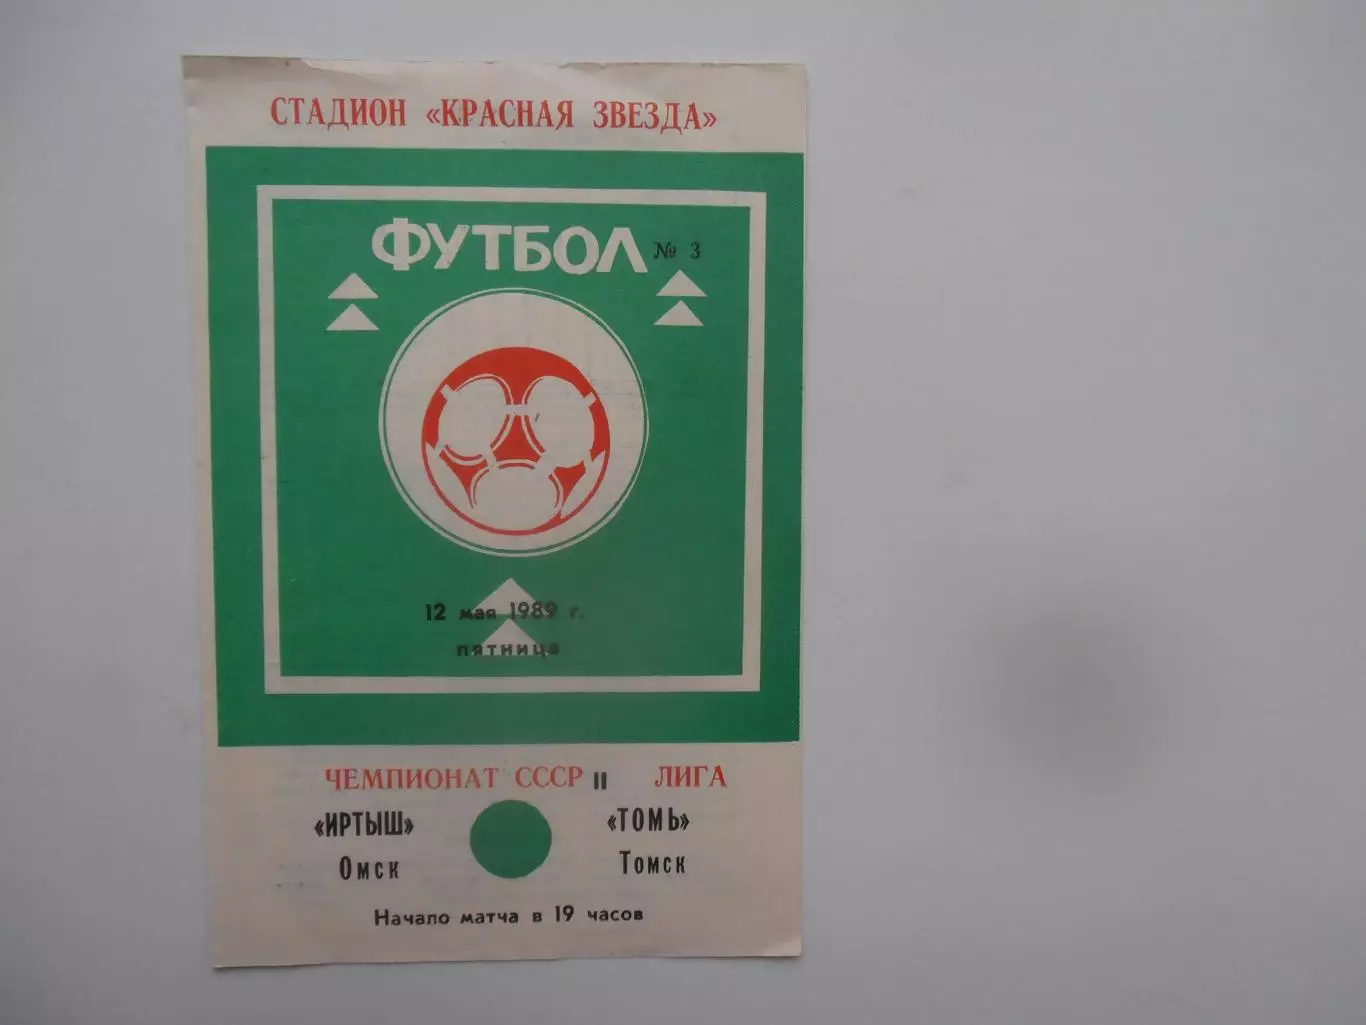 СТАДИОН «КРАСНАЯ ЗВЕЗДА»
ФУТБОЛ № 3
12 мая 1989 г.
пятница
ЧЕМПИОНАТ СССР II ЛИГА
«ИРТЫШ» «ТОМЬ»
Омск Томск
Начало матча в 19 часов